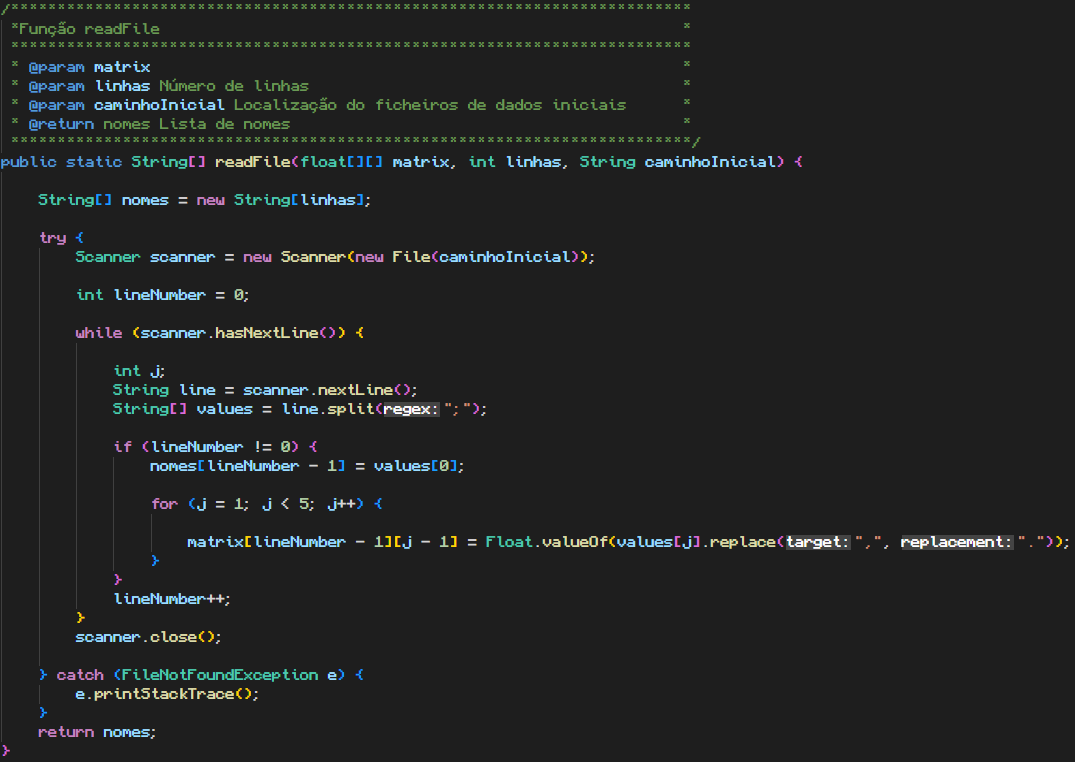 /*************************************************************************
 *Função readFile                                                        *
 *************************************************************************
 * @param matrix                                                         *
 * @param linhas Número de linhas                                        *
 * @param caminhoInicial Localização do ficheiros de dados iniciais      *
 * @return nomes Lista de nomes                                          *
 *************************************************************************/
public static String[] readFile(float[][] matrix, int linhas, String caminhoInicial) {
    String[] nomes = new String[linhas];
    try {
        Scanner scanner = new Scanner(new File(caminhoInicial));
        int lineNumber = 0;
        while (scanner.hasNextLine()) {
            int j;
            String line = scanner.nextLine();
            String[] values = line.split(regex:";");
            if (lineNumber != 0) {
                nomes[lineNumber - 1] = values[0];
                for (j = 1; j < 5; j++) {
                    matrix[lineNumber - 1][j - 1] = Float.valueOf(values[j].replace(target:",", replacement:"."));
                }
            }
            lineNumber++;
        }
        scanner.close();
    } catch (FileNotFoundException e) {
        e.printStackTrace();
    }
    return nomes;
}